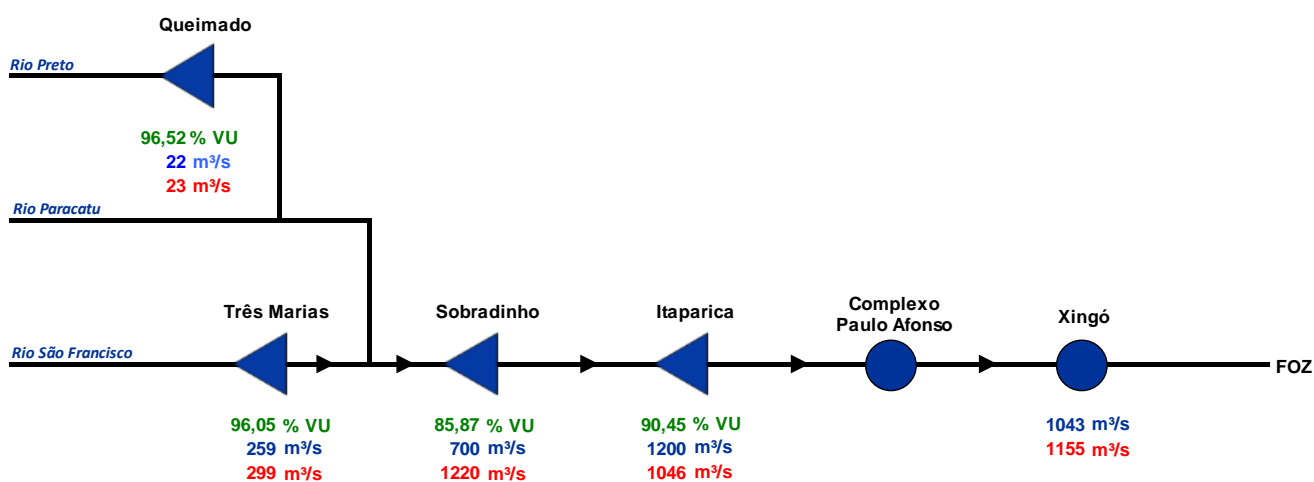 Queimado
Rio Preto
96,52 % VU
22 m³/s
23 m³/s
Rio Paracatu
Três Marias
Sobradinho
Itaparica
Complexo
Paulo Afonso
Xingó
Rio São Francisco
FOZ
96,05 % VU
259 m³/s
299 m³/s
85,87 % VU
700 m³/s
1220 m³/s
90,45 % VU
1200 m³/s
1046 m³/s
1043 m³/s
1155 m³/s